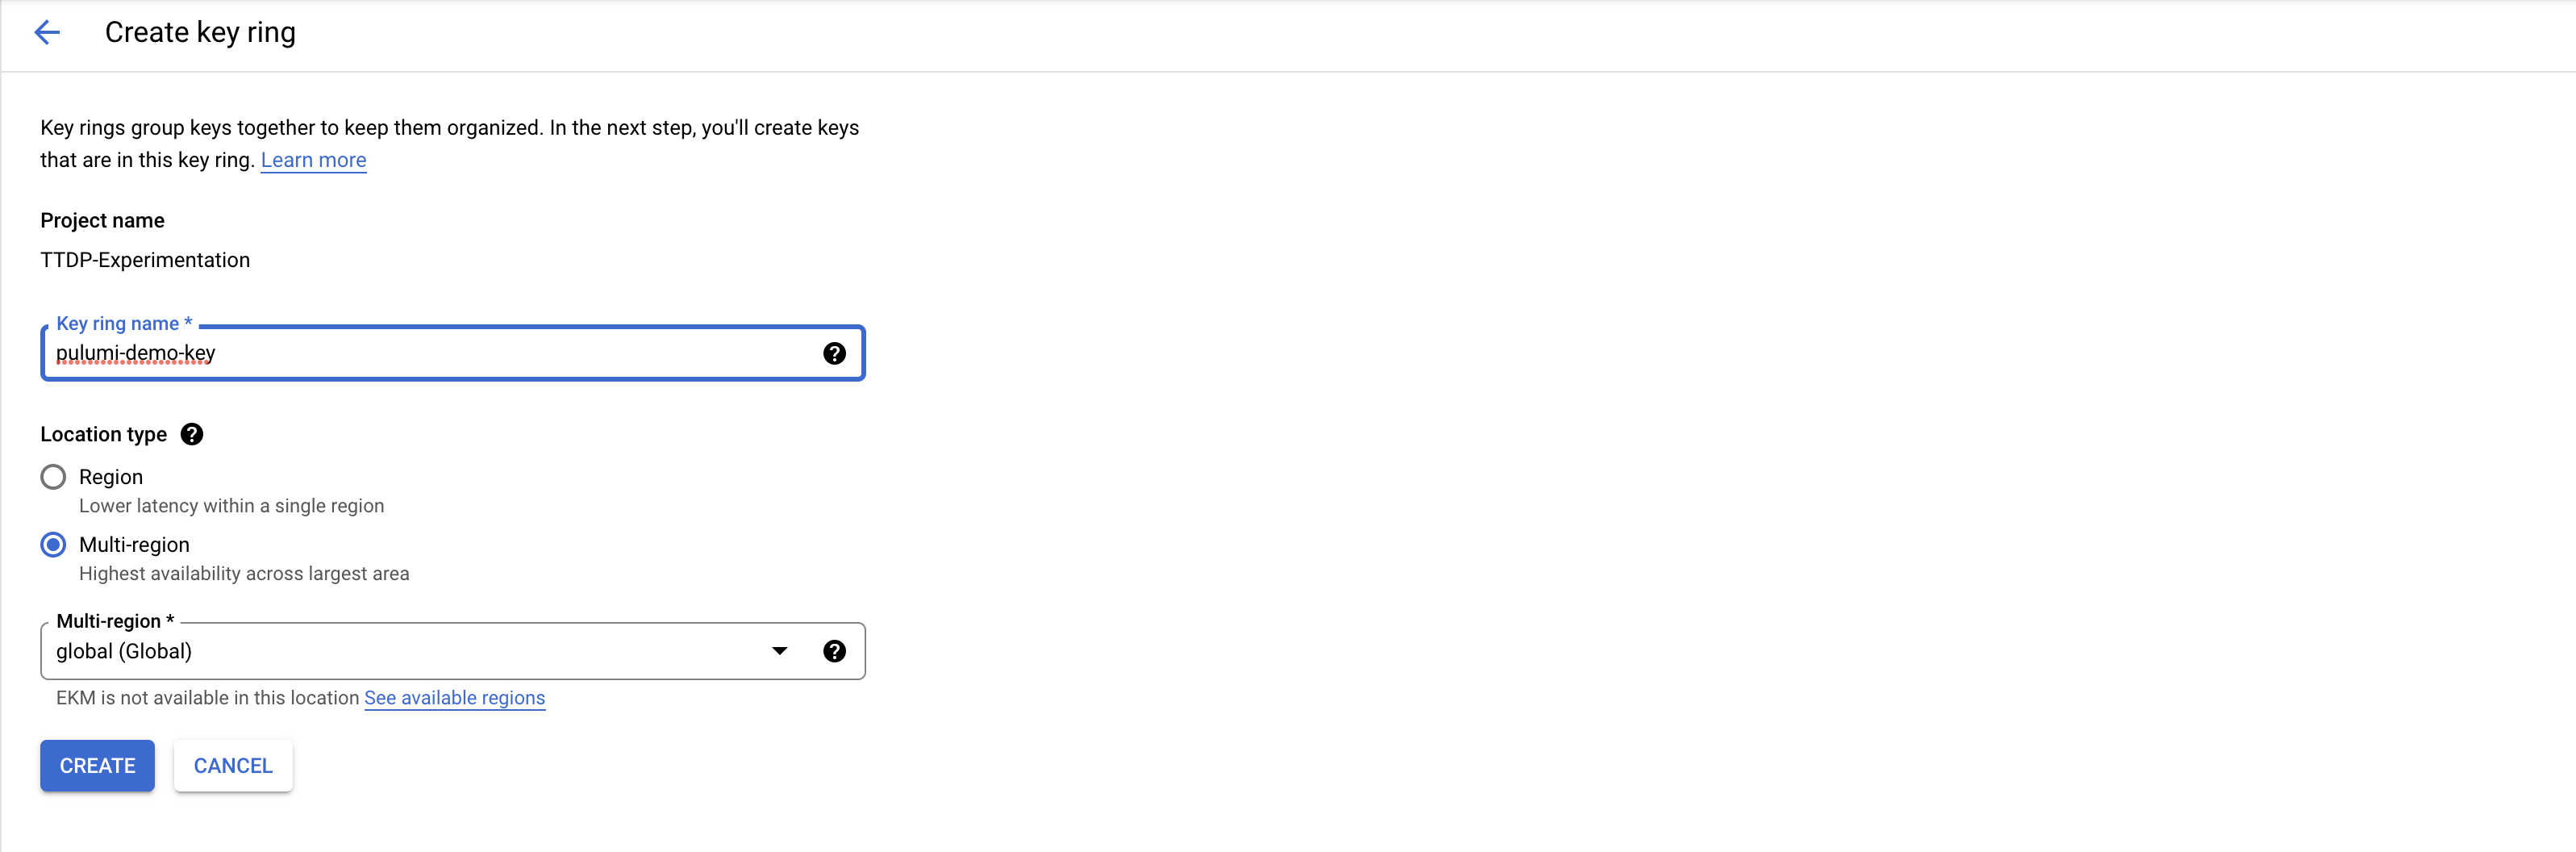 Create key ring
Key rings group keys together to keep them organized. In the next step, you'll create keys
that are in this key ring. Learn more
Project name
TTDP-Experimentation
Key ring name *
pulumi-demo-key
Location type
Region
Lower latency within a single region
Multi-region
Highest availability across largest area
Multi-region *
global (Global)
EKM is not available in this location See available regions
CREATE CANCEL